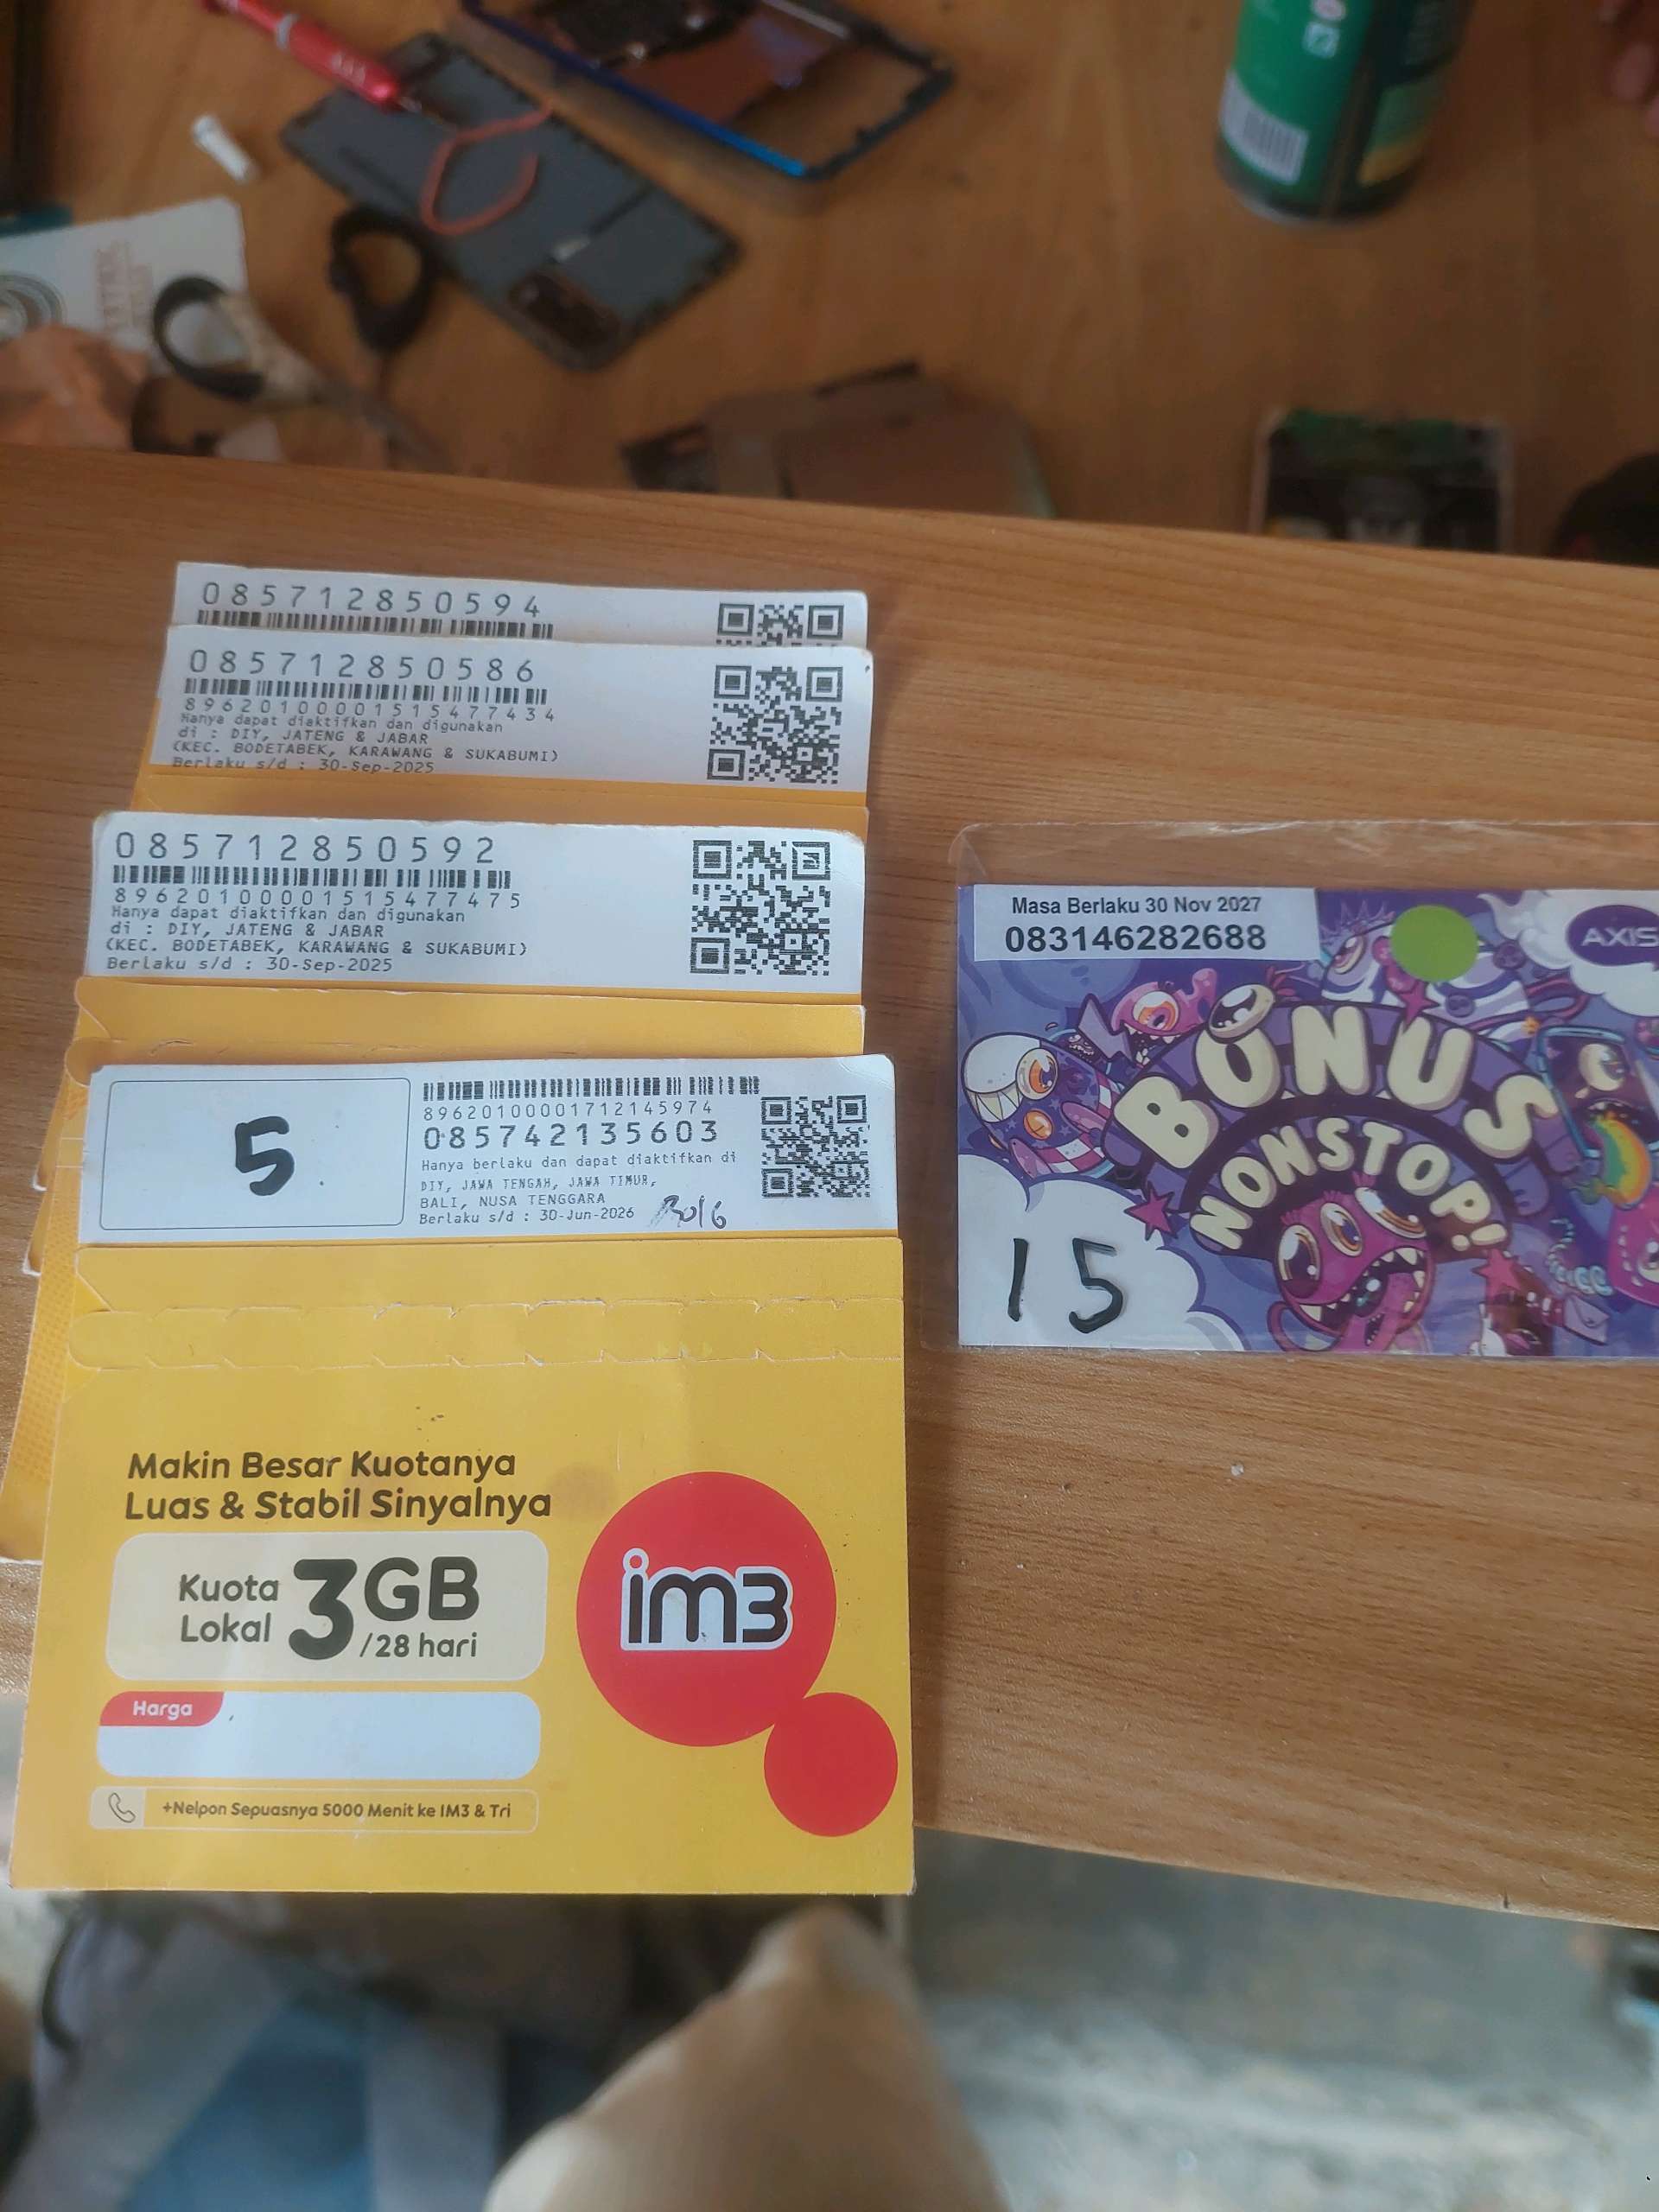 085712850594
085712850586
89620100001515477434
Hanya dapat diaktifkan dan digunakan
di : DIY, JATENG & JABAR
(KEC. BODETABEK, KARAWANG & SUKABUMI)
Berlaku s/d : 30-Sep-2025
085712850592
89620100001515477475
Hanya dapat diaktifkan dan digunakan
di : DIY, JATENG & JABAR
(KEC. BODETABEK, KARAWANG & SUKABUMI)
Berlaku s/d : 30-Sep-2025
5
89620100001712145974
085742135603
Hanya berlaku dan dapat diaktifkan di
DIY, JAWA TENGAH, JAWA TIMUR,
BALI, NUSA TENGGARA
Berlaku s/d : 30-Jun-2026
30/6
Makin Besar Kuotanya
Luas & Stabil Sinyalnya
Kuota
Lokal
3GB
/28 hari
im3
Harga
+Nelpon Sepuasnya 5000 Menit ke IM3 & Tri
Masa Berlaku 30 Nov 2027
083146282688
AXIS
BONUS
NONSTOP!
15